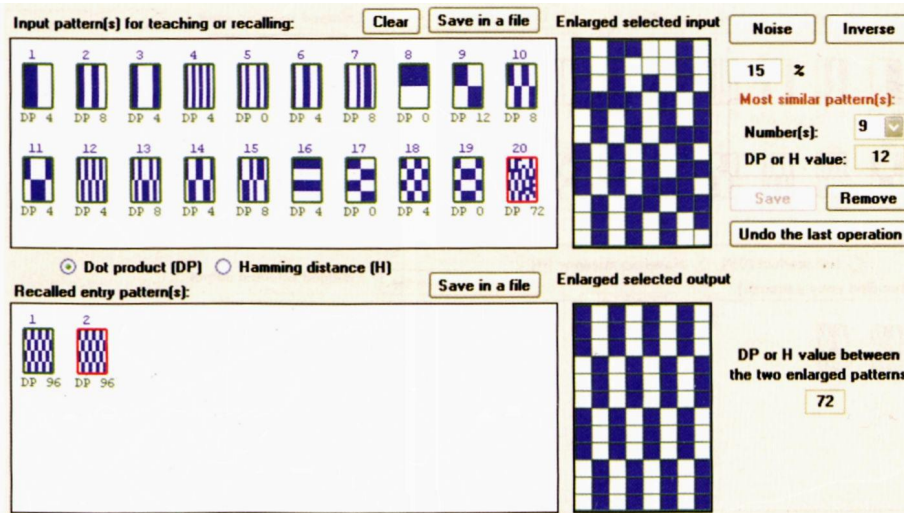 Input pattern(s) for teaching or recalling:
Clear
Save in a file
Enlarged selected input
Noise
Inverse
1 2 3 4 5 6 7 8 9 10
DP 4 DP 8 DP 4 DP 4 DP 0 DP 4 DP 8 DP 0 DP 12 DP 8
11 12 13 14 15 16 17 18 19 20
DP 4 DP 4 DP 8 DP 4 DP 8 DP 4 DP 0 DP 4 DP 0 DP 72
15 %
Most similar pattern(s):
Number(s): 9
DP or H value: 12
Save
Remove
Undo the last operation
Dot product (DP)
Hamming distance (H)
Recalled entry pattern(s):
Save in a file
Enlarged selected output
1 2
DP 96 DP 96
DP or H value between
the two enlarged patterns
72